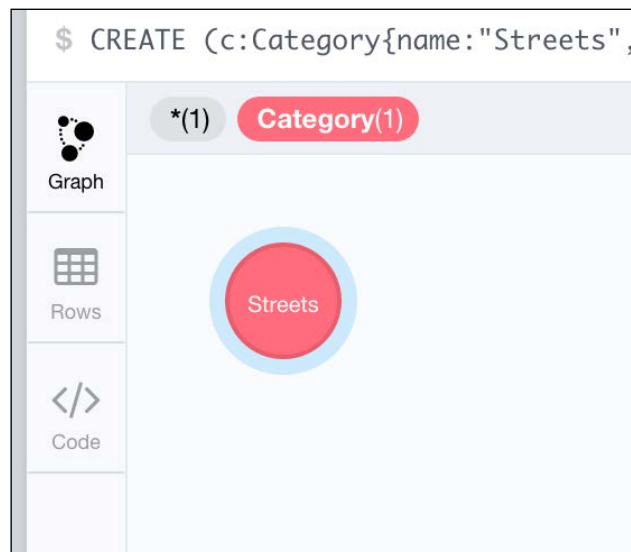 $ CREATE (c:Category{name:"Streets",
*(1) Category(1)
Graph
Streets
Rows
</>
Code